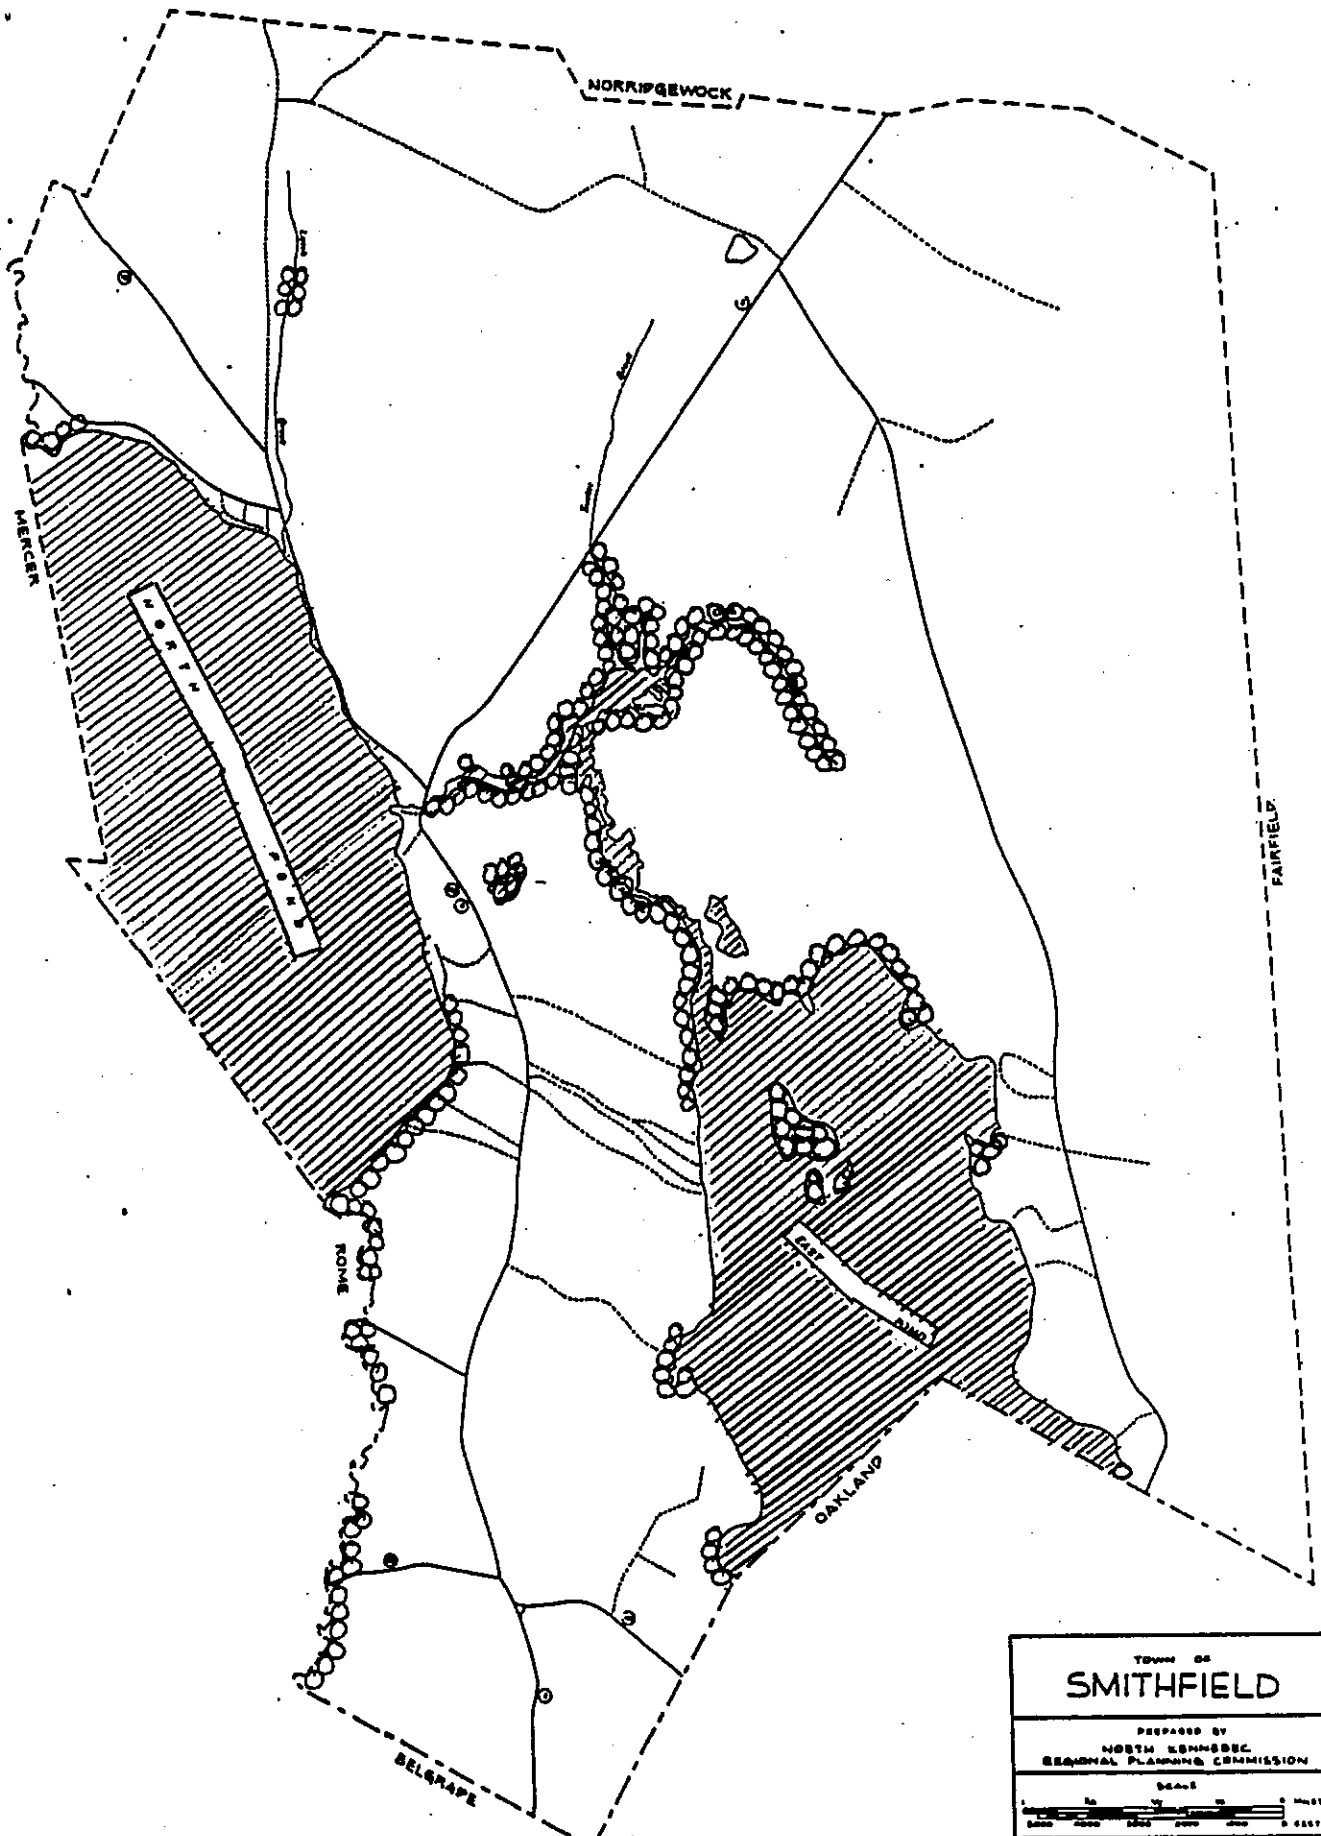 NORRIDGEWOCK
MERCER
NORTH POND
FAIRFIELD
ROME
EAST POND
OAKLAND
BELGRADE
TOWN OF
SMITHFIELD
PREPARED BY
NORTH KENNEBEC
REGIONAL PLANNING COMMISSION
SCALE